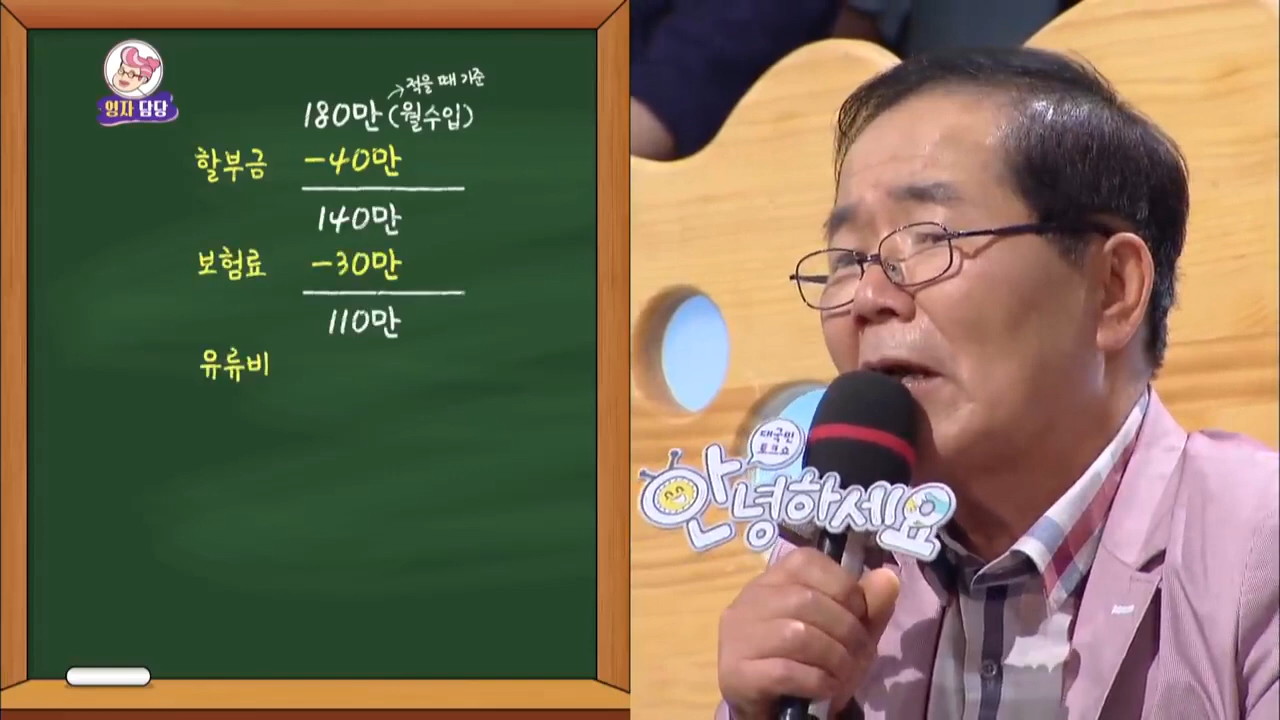 영자 담당
적을 때 기준
180만 (월수입)
할부금 -40만
140만
보험료 -30만
110만
유류비
대국민
토크쇼
안녕하세요